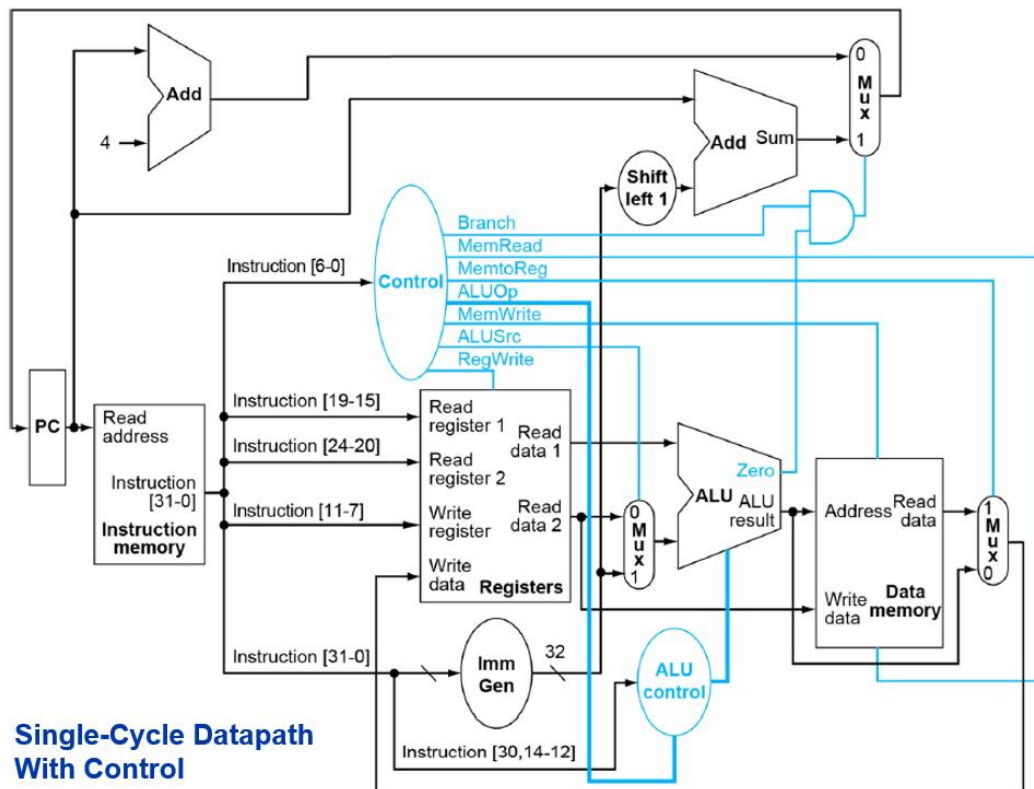 Add
4
Add Sum
0
Mux
1
Shift
left 1
Branch
MemRead
MemtoReg
ALUOp
MemWrite
ALUSrc
RegWrite
Control
Instruction [6-0]
Instruction [19-15]
Instruction [24-20]
Instruction [11-7]
Instruction [31-0]
PC
Read
address
Instruction
[31-0]
Instruction
memory
Read
register 1
Read
register 2
Write
register
Write
data
Read
data 1
Read
data 2
Registers
0
Mux
1
Zero
ALU
ALU
result
Address
Read
data
Write
data
Data
memory
1
Mux
0
Imm
Gen
32
ALU
control
Instruction [30,14-12]
Single-Cycle Datapath
With Control